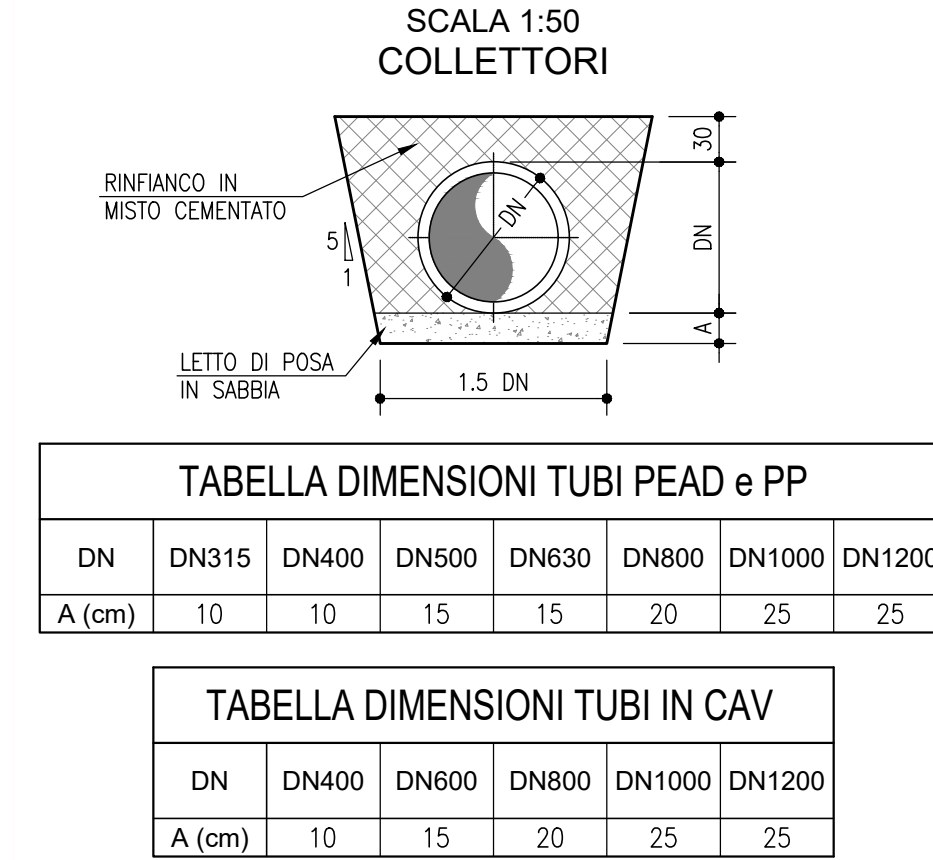 SCALA 1:50
COLLETTORI
30
RINFIANCO IN
MISTO CEMENTATO
DN
DN
5
1
A
LETTO DI POSA
IN SABBIA
1.5 DN
TABELLA DIMENSIONI TUBI PEAD e PP
DN DN315 DN400 DN500 DN630 DN800 DN1000 DN1200
A (cm) 10 10 15 15 20 25 25
TABELLA DIMENSIONI TUBI IN CAV
DN DN400 DN600 DN800 DN1000 DN1200
A (cm) 10 15 20 25 25